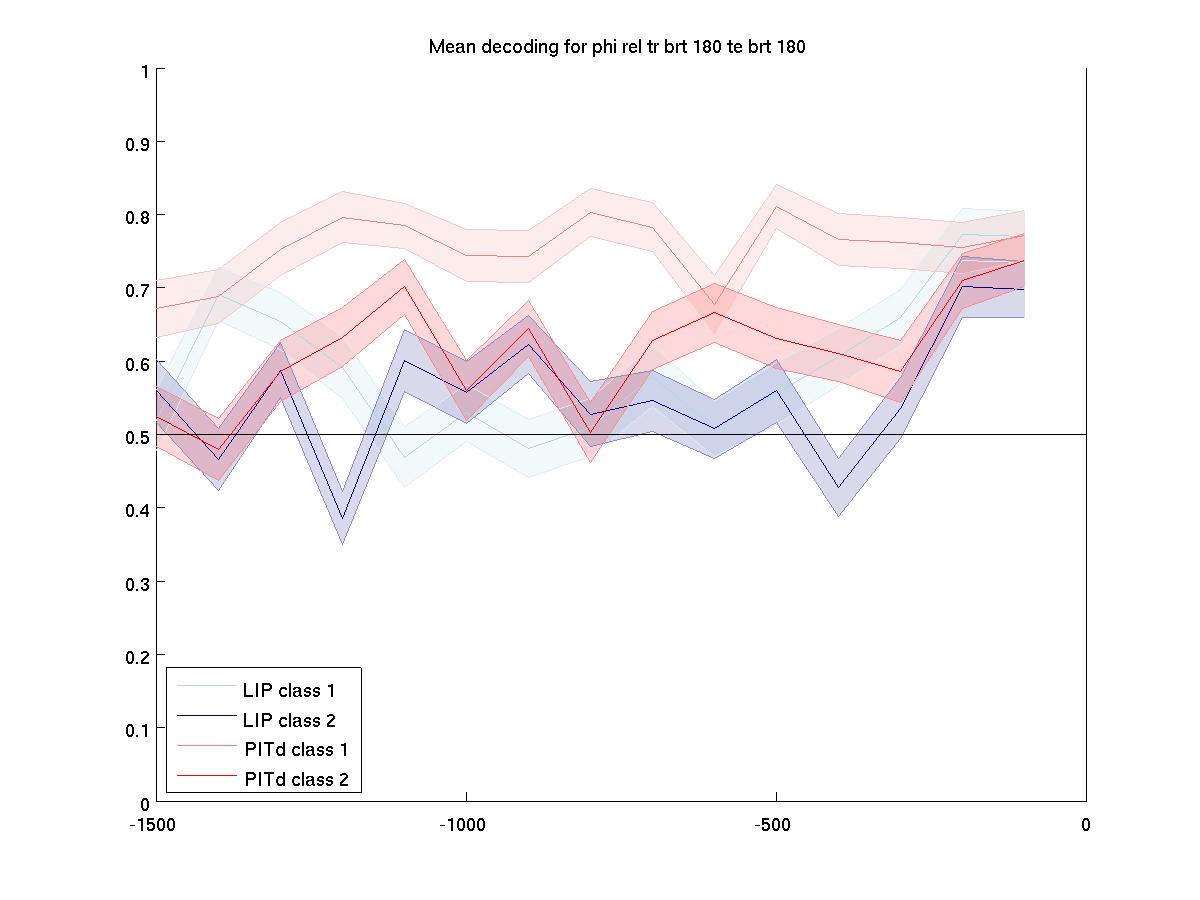 Mean decoding for phi rel tr brt 180 te brt 180
1
0.9
0.8
0.7
0.6
0.5
0.4
0.3
0.2
0.1
0
LIP class 1
LIP class 2
PITd class 1
PITd class 2
-1500 -1000 -500 0